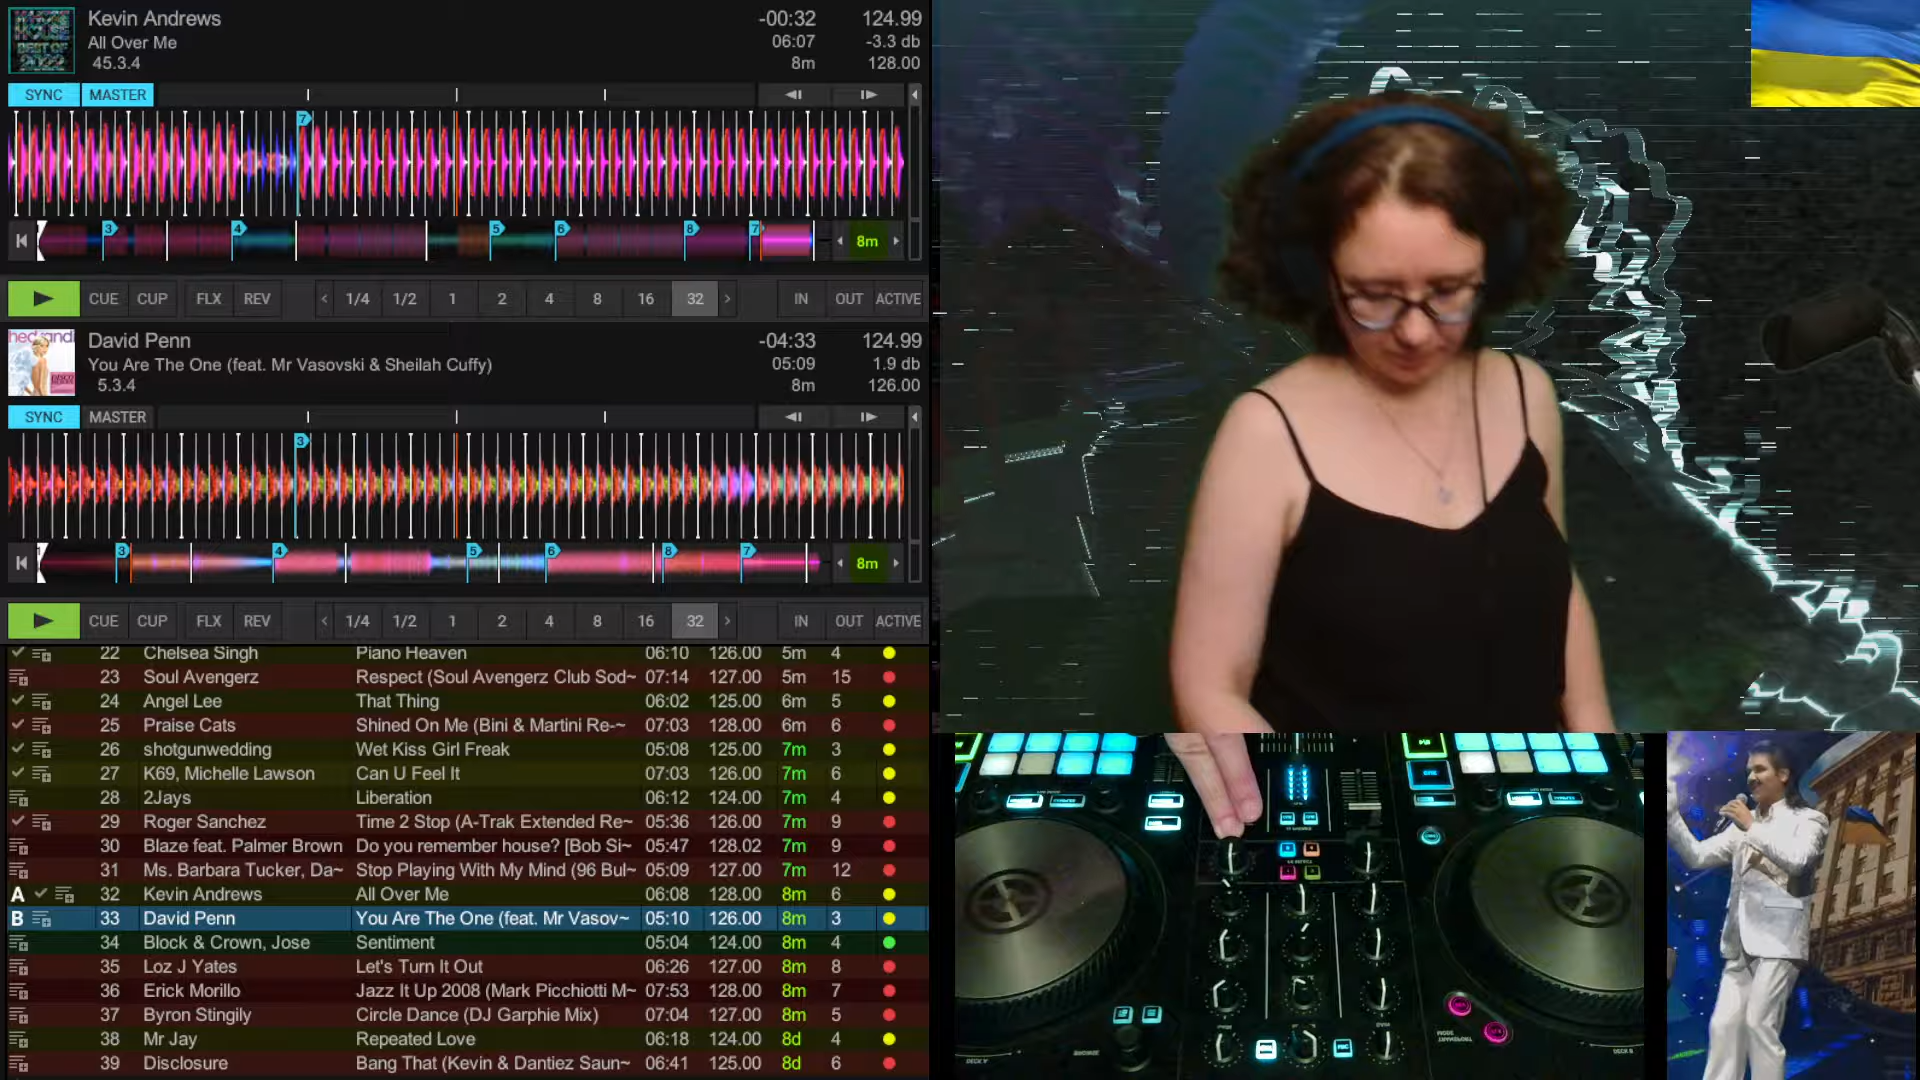 Kevin Andrews -00:32 124.99
All Over Me 06:07 -3.3 db
45.3.4 8m 128.00
BEST OF
2022
SYNC MASTER
7
3 4 5 6 8 7 8m
CUE CUP FLX REV 1/4 1/2 1 2 4 8 16 32 IN OUT ACTIVE
David Penn -04:33 124.99
You Are The One (feat. Mr Vasovski & Sheilah Cuffy) 05:09 1.9 db
5.3.4 8m 126.00
SYNC MASTER
3
3 4 5 6 8 7 8m
CUE CUP FLX REV 1/4 1/2 1 2 4 8 16 32 IN OUT ACTIVE
22 Chelsea Singh Piano Heaven 06:10 126.00 5m 4
23 Soul Avengerz Respect (Soul Avengerz Club Sod~ 07:14 127.00 5m 15
24 Angel Lee That Thing 06:02 125.00 6m 5
25 Praise Cats Shined On Me (Bini & Martini Re-~ 07:03 128.00 6m 6
26 shotgunwedding Wet Kiss Girl Freak 05:08 125.00 7m 3
27 K69, Michelle Lawson Can U Feel It 07:03 126.00 7m 6
28 2Jays Liberation 06:12 124.00 7m 4
29 Roger Sanchez Time 2 Stop (A-Trak Extended Re~ 05:36 126.00 7m 9
30 Blaze feat. Palmer Brown Do you remember house? [Bob Si~ 05:47 128.02 7m 9
31 Ms. Barbara Tucker, Da~ Stop Playing With My Mind (96 Bul~ 05:09 127.00 7m 12
A 32 Kevin Andrews All Over Me 06:08 128.00 8m 6
B 33 David Penn You Are The One (feat. Mr Vasov~ 05:10 126.00 8m 3
34 Block & Crown, Jose Sentiment 05:04 124.00 8m 4
35 Loz J Yates Let's Turn It Out 06:26 127.00 8m 8
36 Erick Morillo Jazz It Up 2008 (Mark Picchiotti M~ 07:53 128.00 8m 7
37 Byron Stingily Circle Dance (DJ Garphie Mix) 07:04 127.00 8m 5
38 Mr Jay Repeated Love 06:18 124.00 8d 4
39 Disclosure Bang That (Kevin & Dantiez Saun~ 06:41 125.00 8d 6